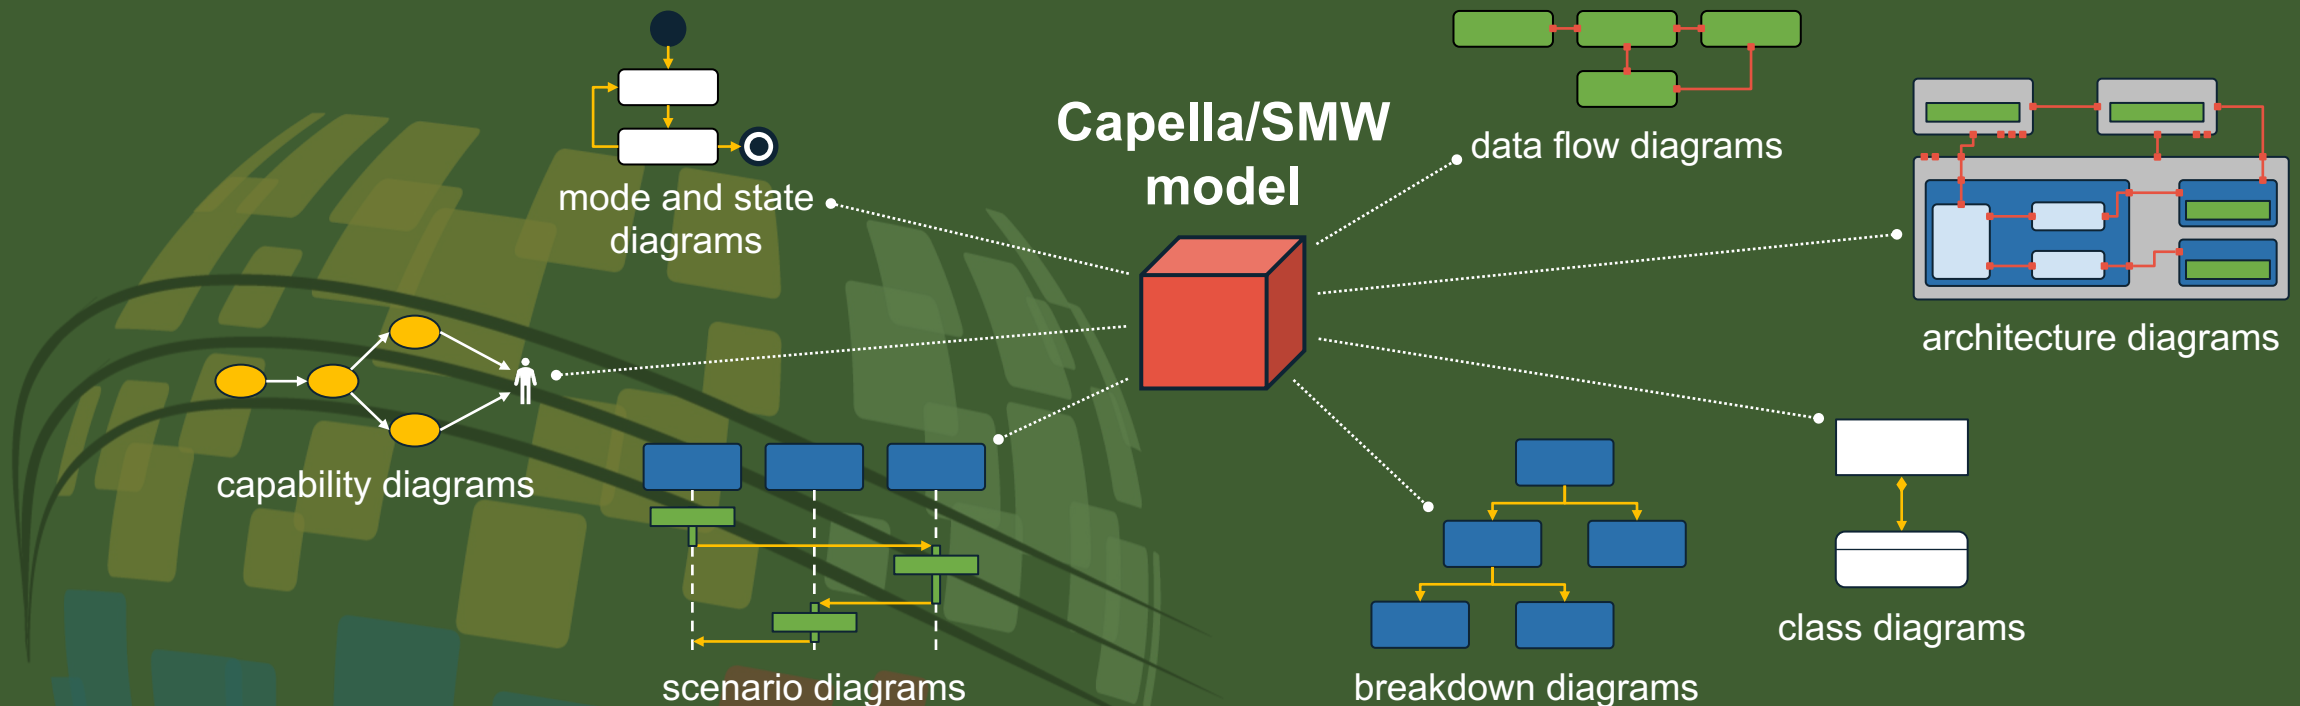 Capella/SMW
model
mode and state
diagrams
data flow diagrams
architecture diagrams
capability diagrams
scenario diagrams
breakdown diagrams
class diagrams